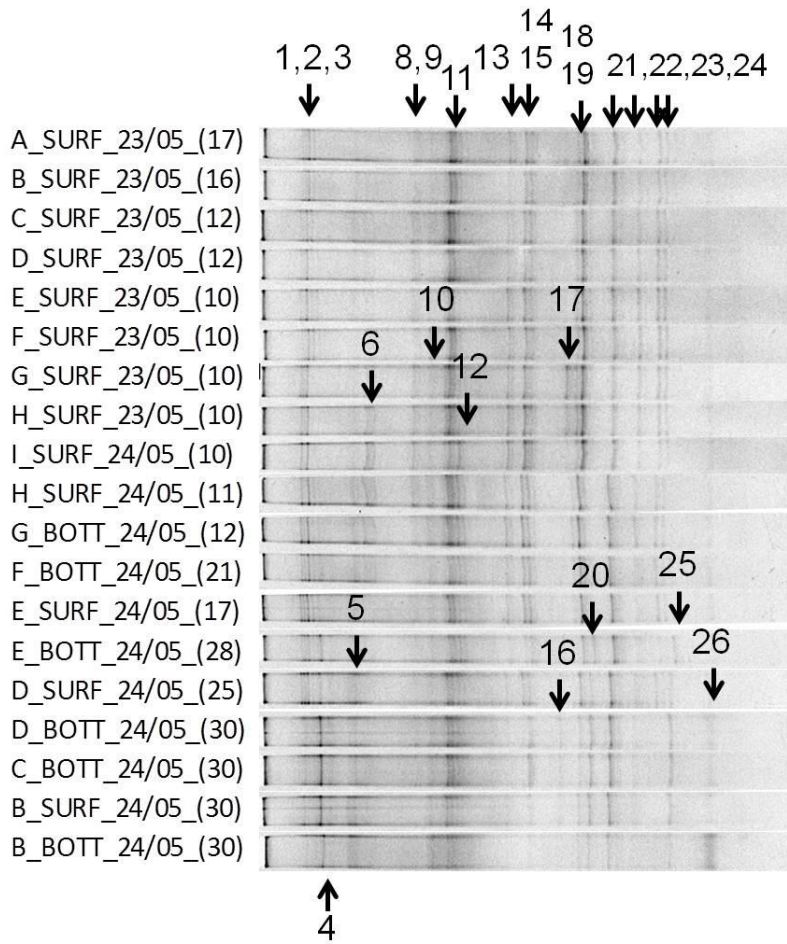 14 18
1,2,3 8,9 11 13 15 19 21,22,23,24
A_SURF_23/05_(17)
B_SURF_23/05_(16)
C_SURF_23/05_(12)
D_SURF_23/05_(12)
E_SURF_23/05_(10)
10 17
F_SURF_23/05_(10)
6
G_SURF_23/05_(10)
12
H_SURF_23/05_(10)
I_SURF_24/05_(10)
H_SURF_24/05_(11)
G_BOTT_24/05_(12)
F_BOTT_24/05_(21)
20 25
E_SURF_24/05_(17)
5
E_BOTT_24/05_(28)
16 26
D_SURF_24/05_(25)
D_BOTT_24/05_(30)
C_BOTT_24/05_(30)
B_SURF_24/05_(30)
B_BOTT_24/05_(30)
4